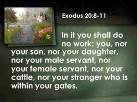 Exodus 20:8-11
In it you shall do
no work: you, nor
your son, nor your daughter,
nor your male servant, nor
your female servant, nor your
cattle, nor your stranger who is
within your gates.